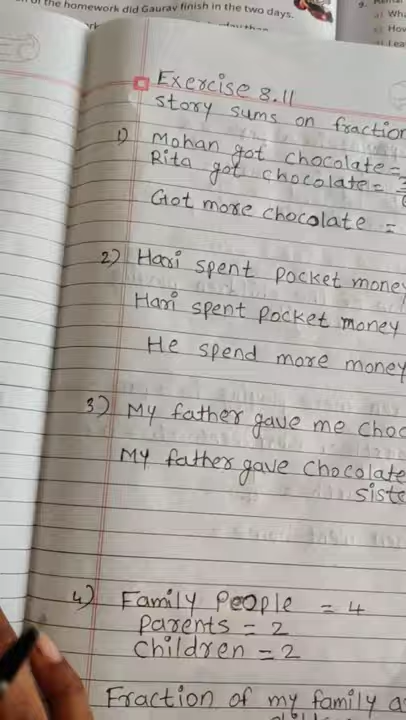 of the homework did Gaurav finish in the two days.
a) Wha
How
Exercise 8.11
story sums on fraction
1) Mohan got chocolate =
Rita got chocolate =
Got more chocolate =
2) Hari spent pocket money
Hari spent pocket money
He spend more money
3) My father gave me choc
My father gave chocolate
siste
4) Family People = 4
Parents = 2
children = 2
Fraction of my family a